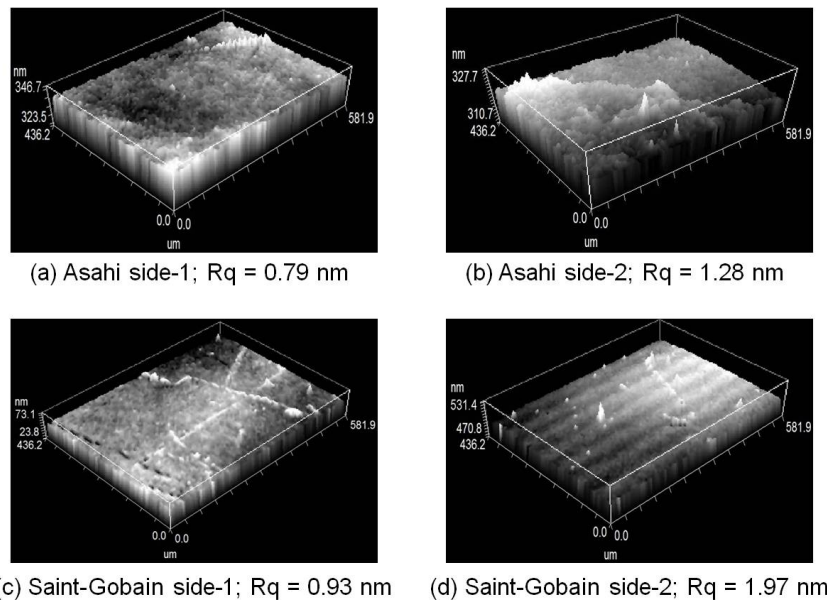 nm
346.7
323.5
436.2
581.9
0.0 0.0
um
(a) Asahi side-1; Rq = 0.79 nm
nm
327.7
310.7
436.2
581.9
0.0 0.0
um
(b) Asahi side-2; Rq = 1.28 nm
nm
73.1
23.8
436.2
581.9
0.0 0.0
um
(c) Saint-Gobain side-1; Rq = 0.93 nm
nm
531.4
470.8
436.2
581.9
0.0 0.0
um
(d) Saint-Gobain side-2; Rq = 1.97 nm